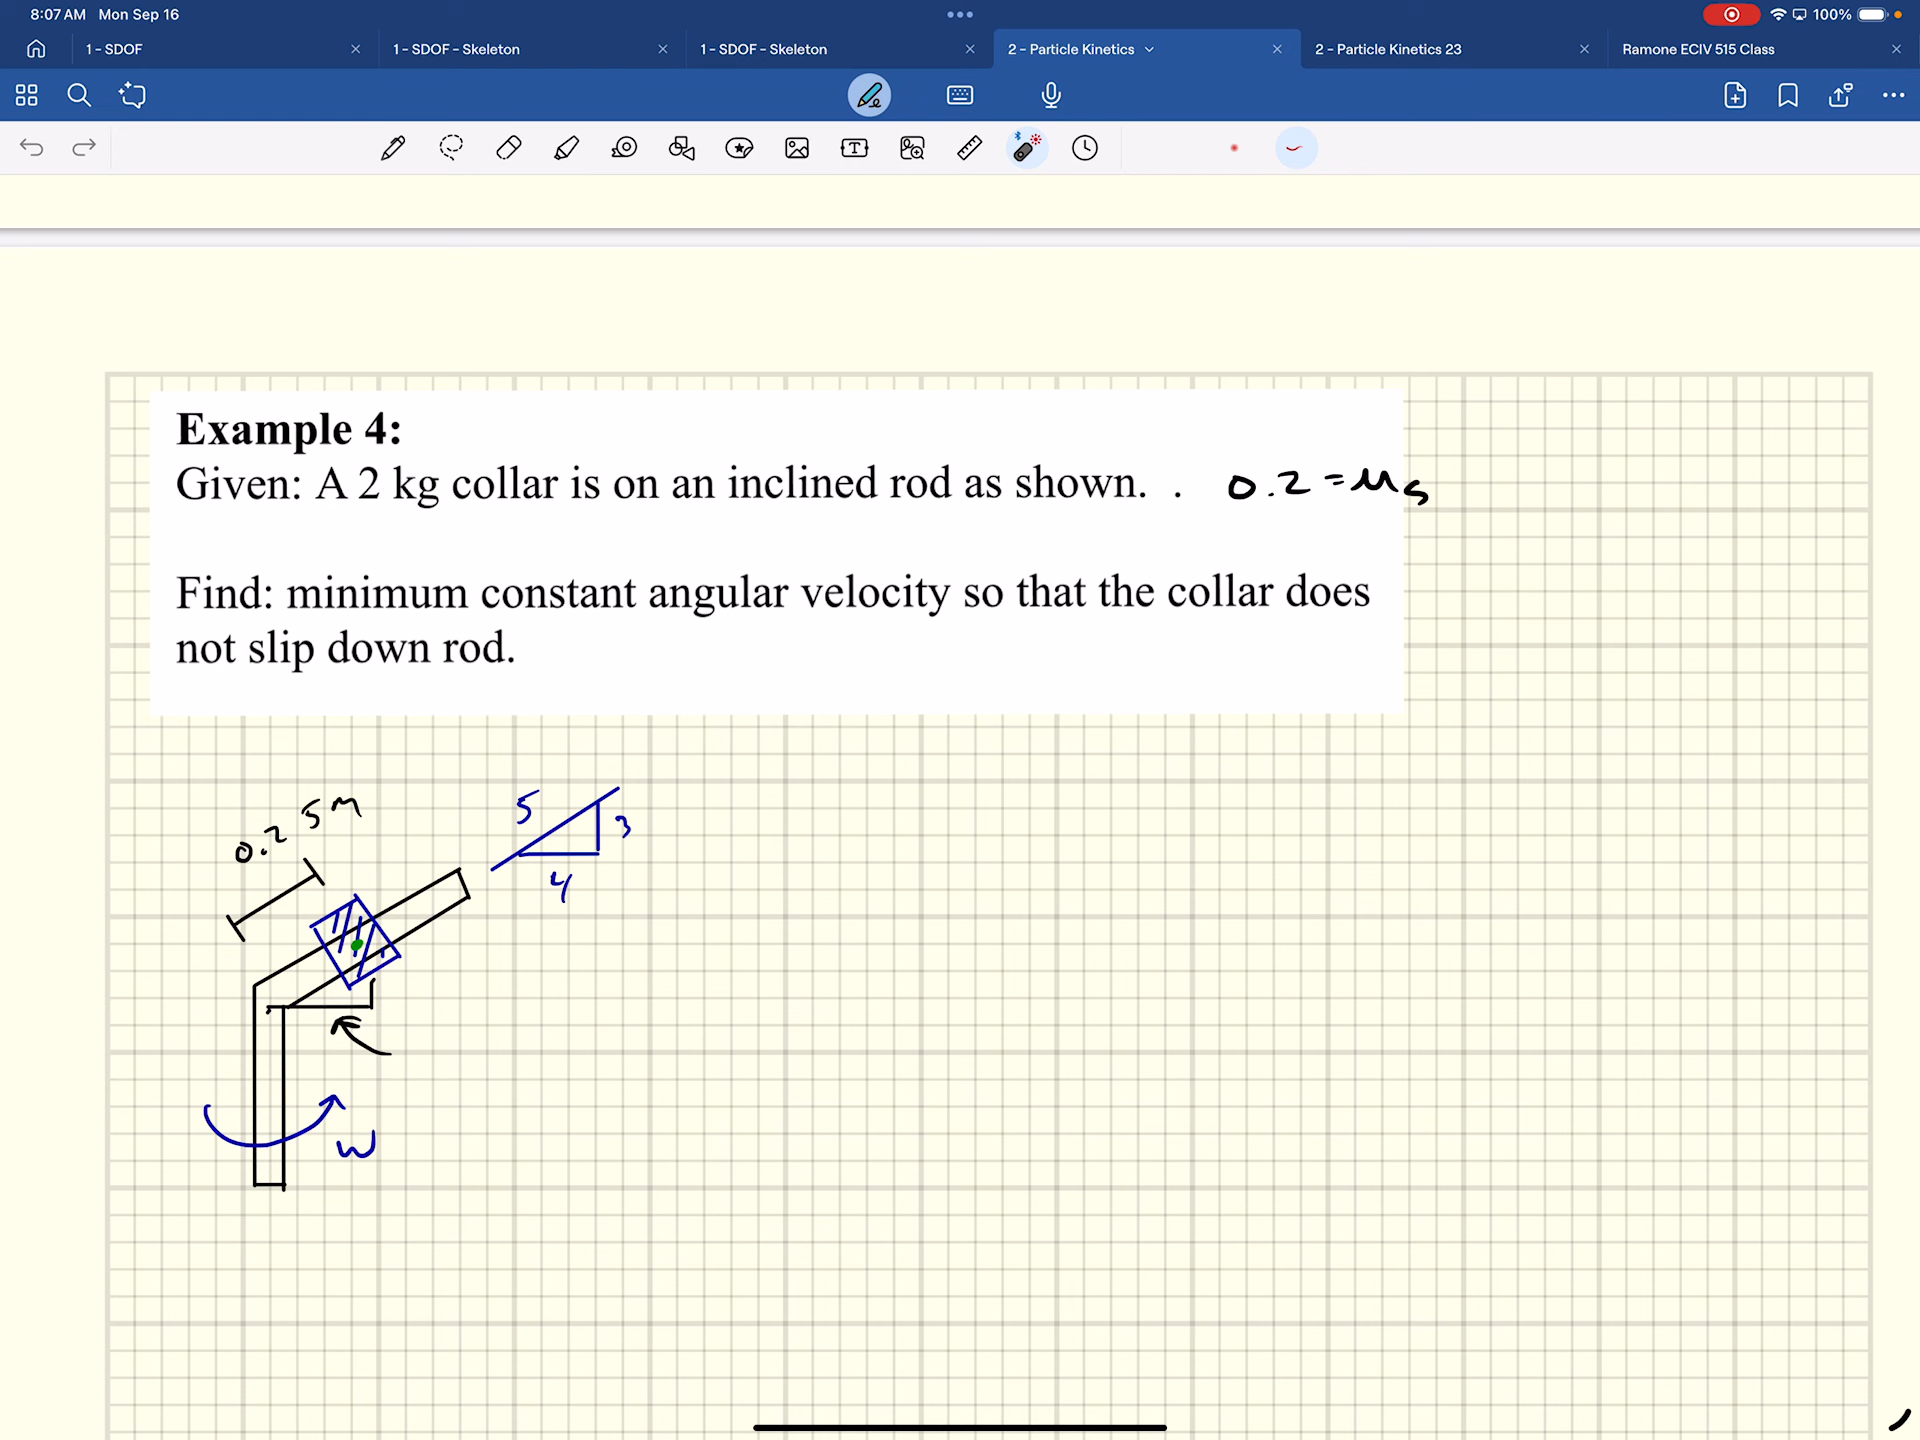 8:07 AM Mon Sep 16
100%
1 - SDOF
1 - SDOF - Skeleton
1 - SDOF - Skeleton
2 - Particle Kinetics
2 - Particle Kinetics 23
Ramone ECIV 515 Class
Example 4:
Given: A 2 kg collar is on an inclined rod as shown. . 0.2 = μs
Find: minimum constant angular velocity so that the collar does
not slip down rod.
0.25m
5
3
4
ω